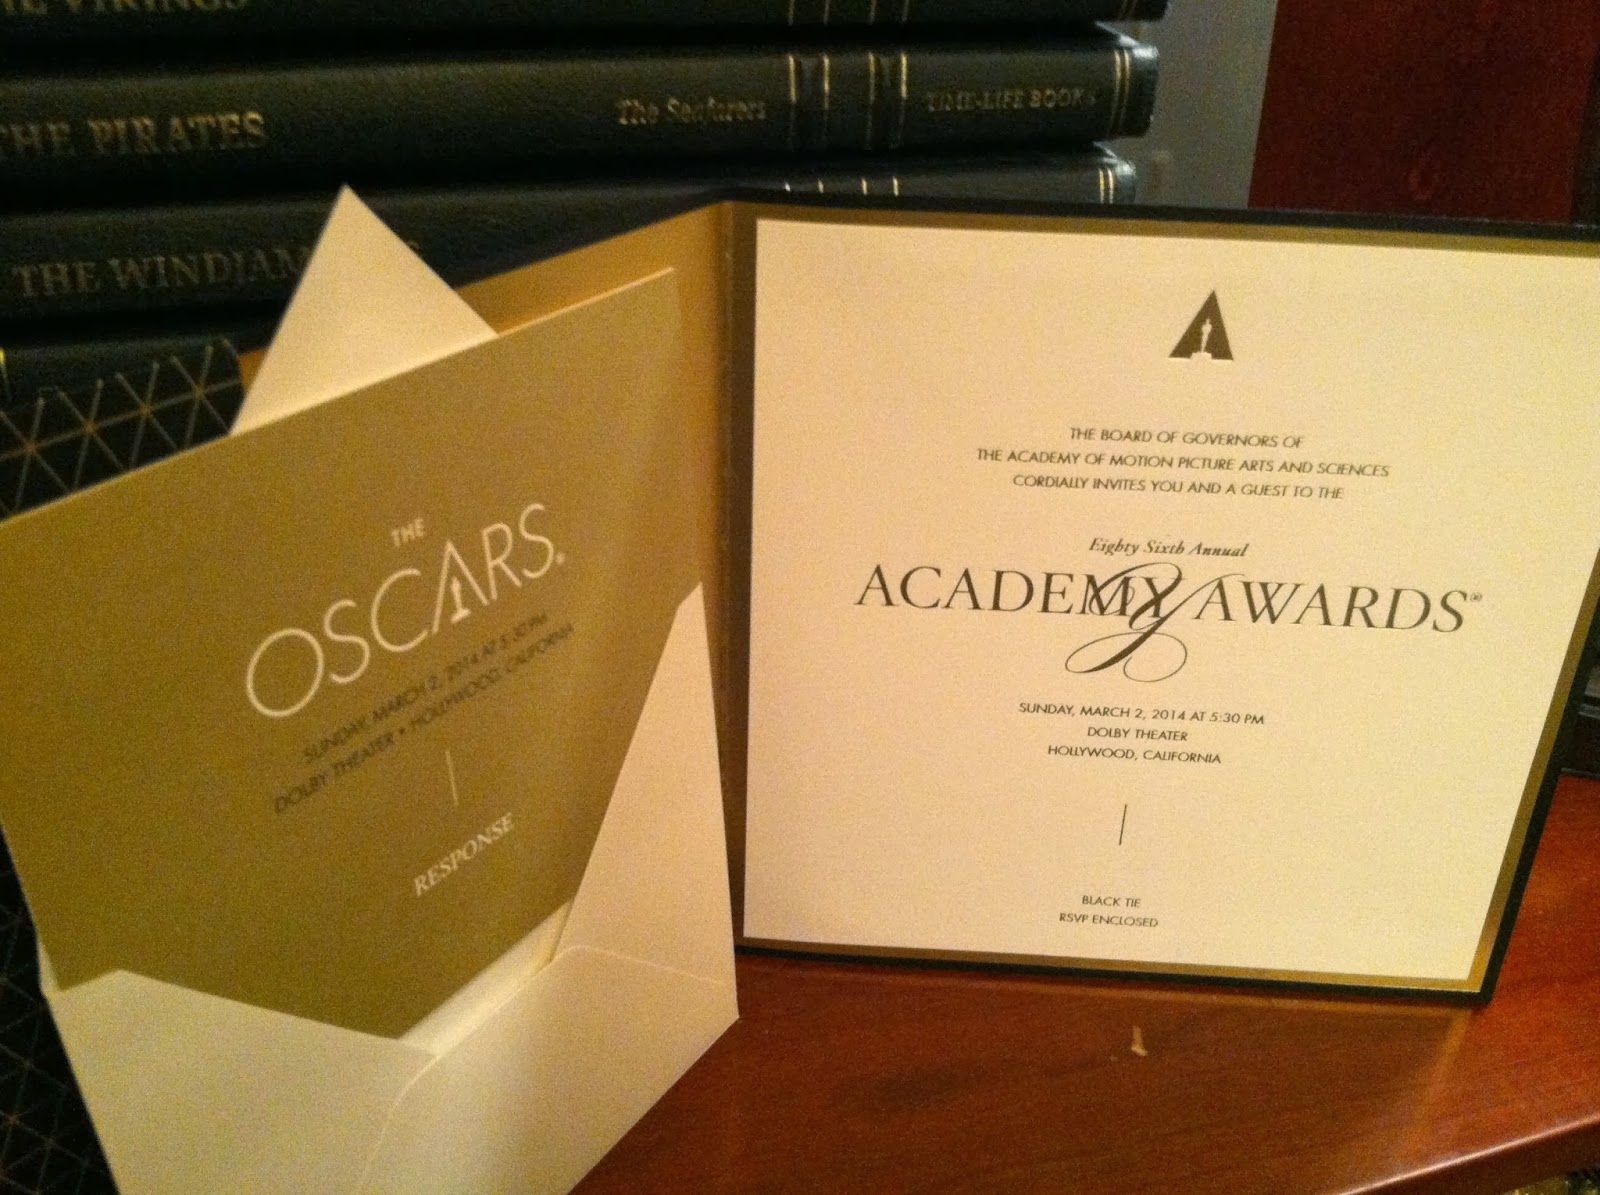 VIKINGS
THE PIRATES The Seafarers TIME-LIFE BOOKS
THE WINDJAM
THE
OSCARS®
SUNDAY, MARCH 2, 2014 AT 5:30 PM
DOLBY THEATER • HOLLYWOOD, CALIFORNIA
RESPONSE
THE BOARD OF GOVERNORS OF
THE ACADEMY OF MOTION PICTURE ARTS AND SCIENCES
CORDIALLY INVITES YOU AND A GUEST TO THE
Eighty Sixth Annual
ACADEMY AWARDS®
SUNDAY, MARCH 2, 2014 AT 5:30 PM
DOLBY THEATER
HOLLYWOOD, CALIFORNIA
BLACK TIE
RSVP ENCLOSED